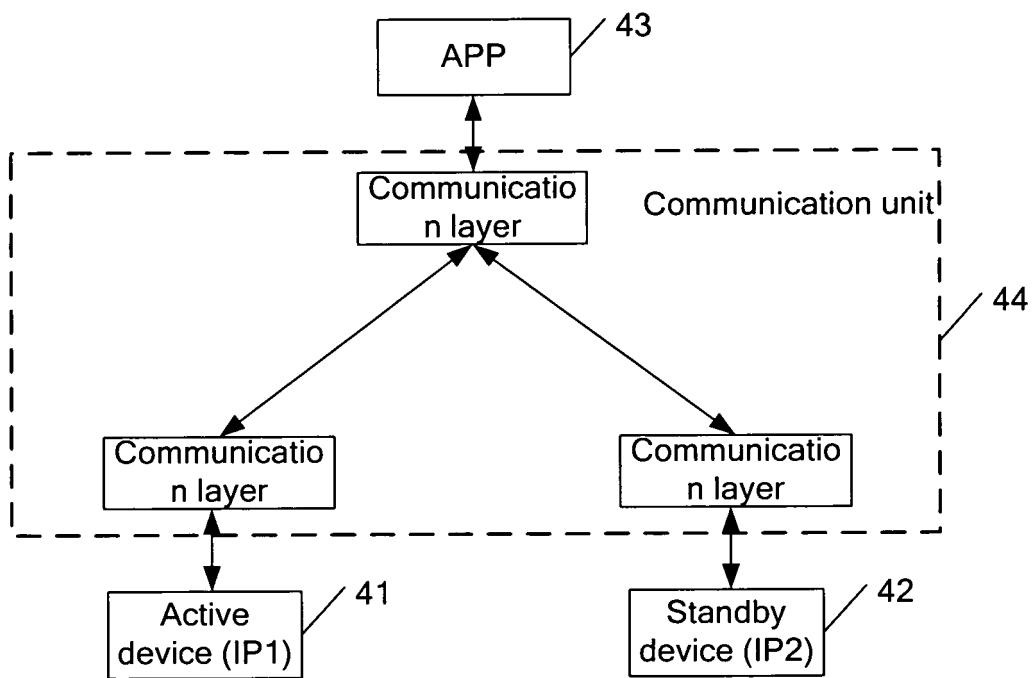 43
APP
Communicatio
n layer
Communication unit
44
Communicatio
n layer
Communicatio
n layer
41
Active
device (IP1)
42
Standby
device (IP2)